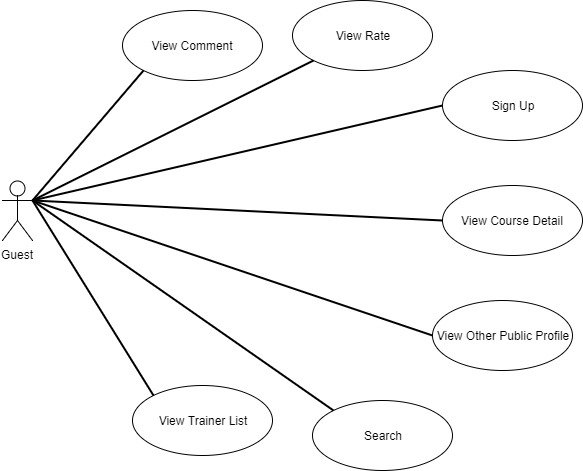 View Comment
View Rate
Sign Up
Guest
View Course Detail
View Other Public Profile
View Trainer List
Search